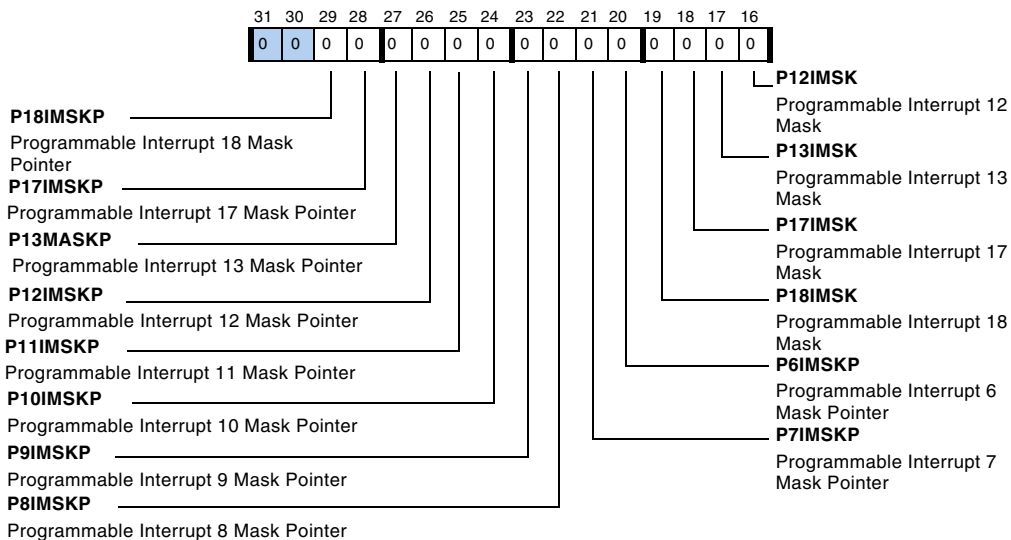 31 30 29 28 27 26 25 24 23 22 21 20 19 18 17 16
0 0 0 0 0 0 0 0 0 0 0 0 0 0 0 0
P18IMSKP
Programmable Interrupt 18 Mask
Pointer
P17IMSKP
Programmable Interrupt 17 Mask Pointer
P13MASKP
Programmable Interrupt 13 Mask Pointer
P12IMSKP
Programmable Interrupt 12 Mask Pointer
P11IMSKP
Programmable Interrupt 11 Mask Pointer
P10IMSKP
Programmable Interrupt 10 Mask Pointer
P9IMSKP
Programmable Interrupt 9 Mask Pointer
P8IMSKP
Programmable Interrupt 8 Mask Pointer
P12IMSK
Programmable Interrupt 12
Mask
P13IMSK
Programmable Interrupt 13
Mask
P17IMSK
Programmable Interrupt 17
Mask
P18IMSK
Programmable Interrupt 18
Mask
P6IMSKP
Programmable Interrupt 6
Mask Pointer
P7IMSKP
Programmable Interrupt 7
Mask Pointer